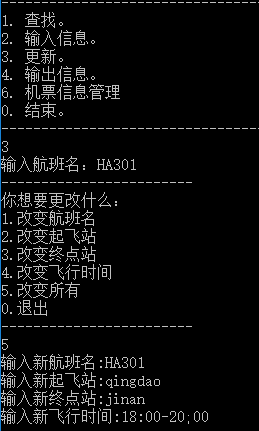 --------------------------------
1. 查找。
2. 输入信息。
3. 更新。
4. 输出信息。
6. 机票信息管理
0. 结束。
--------------------------------
3
输入航班名：HA301
------------------------
你想要更改什么：
1.改变航班名
2.改变起飞站
3.改变终点站
4.改变飞行时间
5.改变所有
0.退出
------------------------
5
输入新航班名:HA301
输入新起飞站:qingdao
输入新终点站:jinan
输入新飞行时间:18:00-20;00